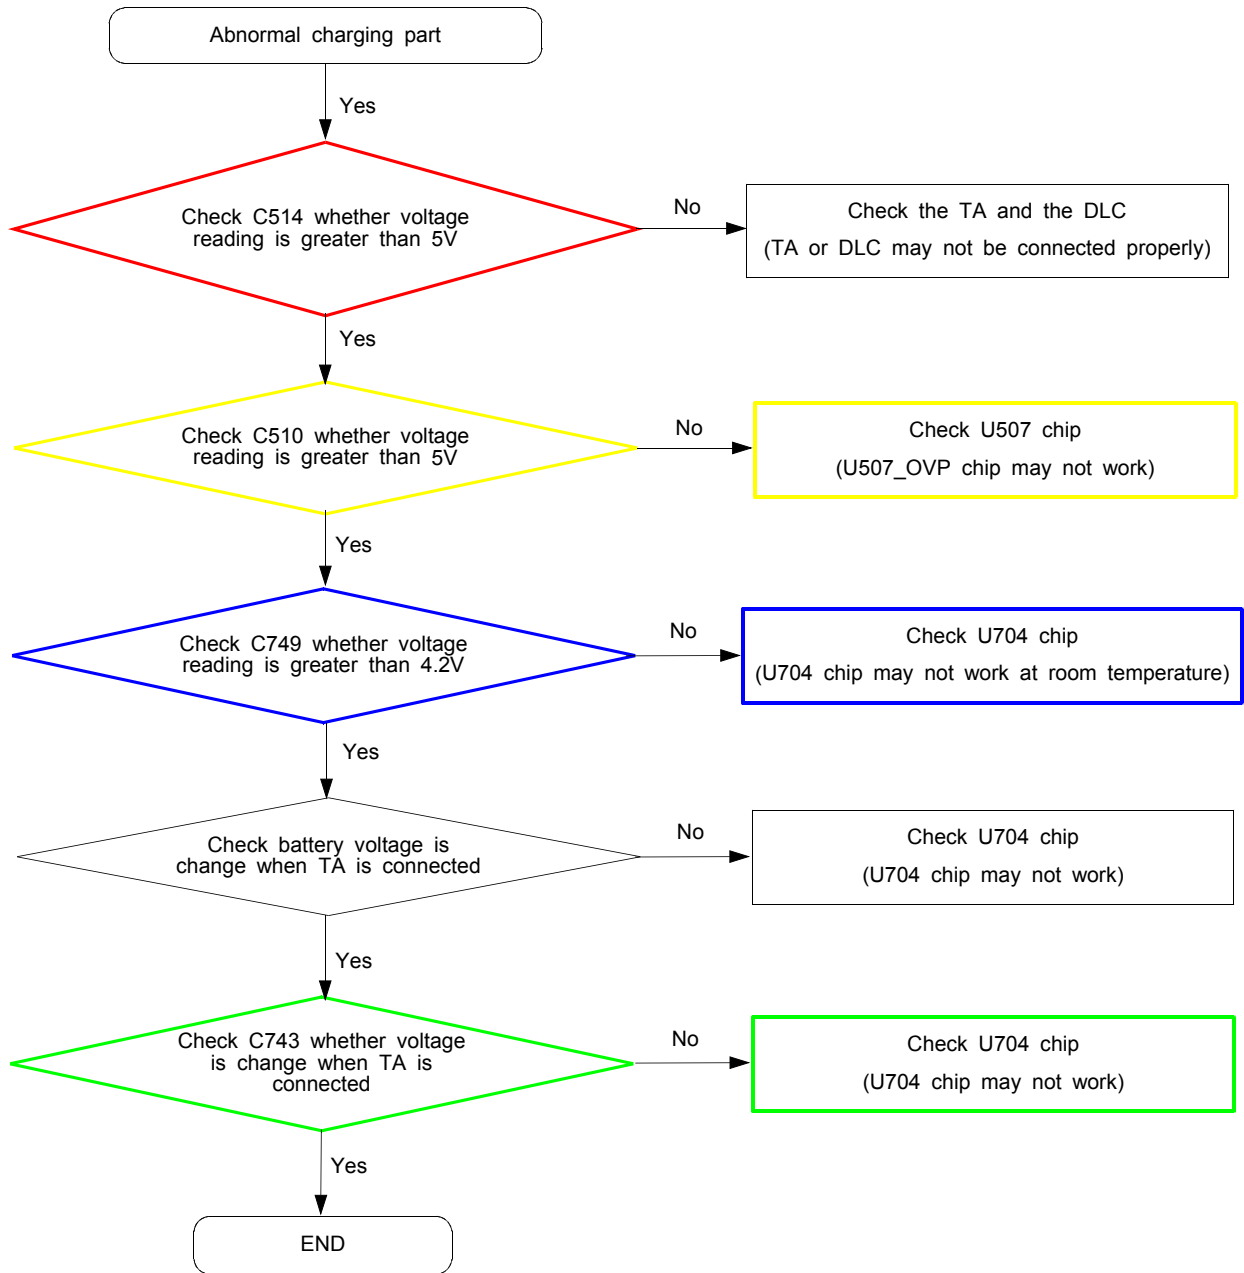 Abnormal charging part
Yes
Check C514 whether voltage
reading is greater than 5V
No
Check the TA and the DLC
(TA or DLC may not be connected properly)
Yes
Check C510 whether voltage
reading is greater than 5V
No
Check U507 chip
(U507_OVP chip may not work)
Yes
Check C749 whether voltage
reading is greater than 4.2V
No
Check U704 chip
(U704 chip may not work at room temperature)
Yes
Check battery voltage is
change when TA is connected
No
Check U704 chip
(U704 chip may not work)
Yes
Check C743 whether voltage
is change when TA is
connected
No
Check U704 chip
(U704 chip may not work)
Yes
END